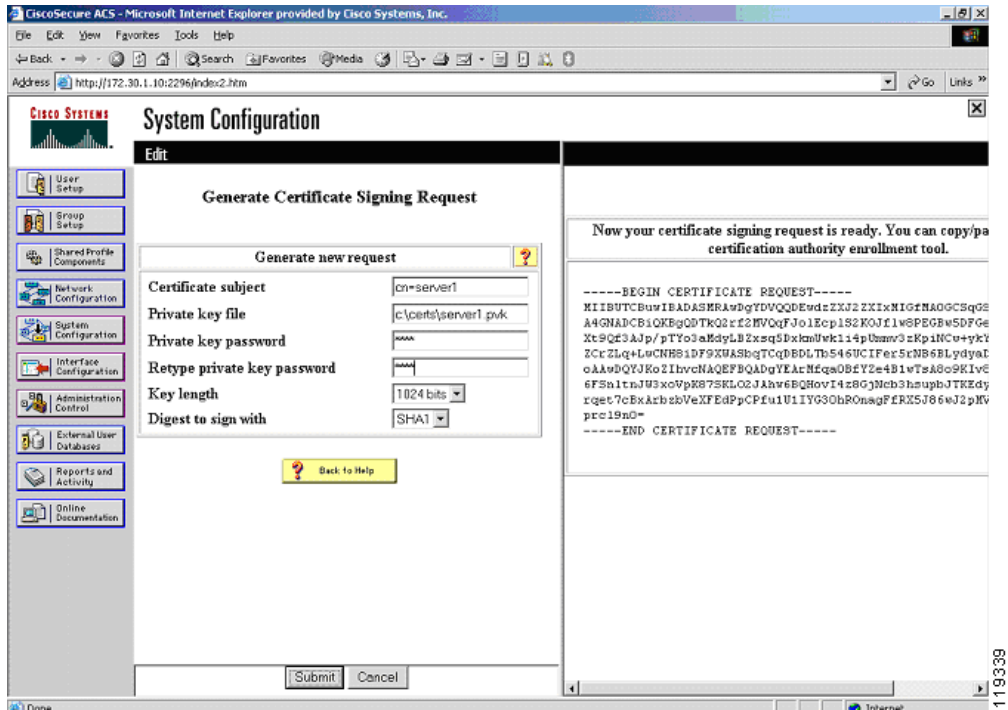 CiscoSecure ACS - Microsoft Internet Explorer provided by Cisco Systems, Inc.
File Edit View Favorites Tools Help
Back Search Favorites Media
Address http://172.30.1.10:2296/index2.htm Go Links
CISCO SYSTEMS
System Configuration
Edit
User Setup
Group Setup
Shared Profile Components
Network Configuration
System Configuration
Interface Configuration
Administration Control
External User Databases
Reports and Activity
Online Documentation
Generate Certificate Signing Request
Generate new request ?
Certificate subject cn=server1
Private key file c:\certs\server1.pvk
Private key password ****
Retype private key password ****
Key length 1024 bits
Digest to sign with SHA1
? Back to Help
Submit Cancel
Now your certificate signing request is ready. You can copy/pa
certification authority enrollment tool.
-----BEGIN CERTIFICATE REQUEST-----
prcl9nO=
-----END CERTIFICATE REQUEST-----
Done Internet
119339